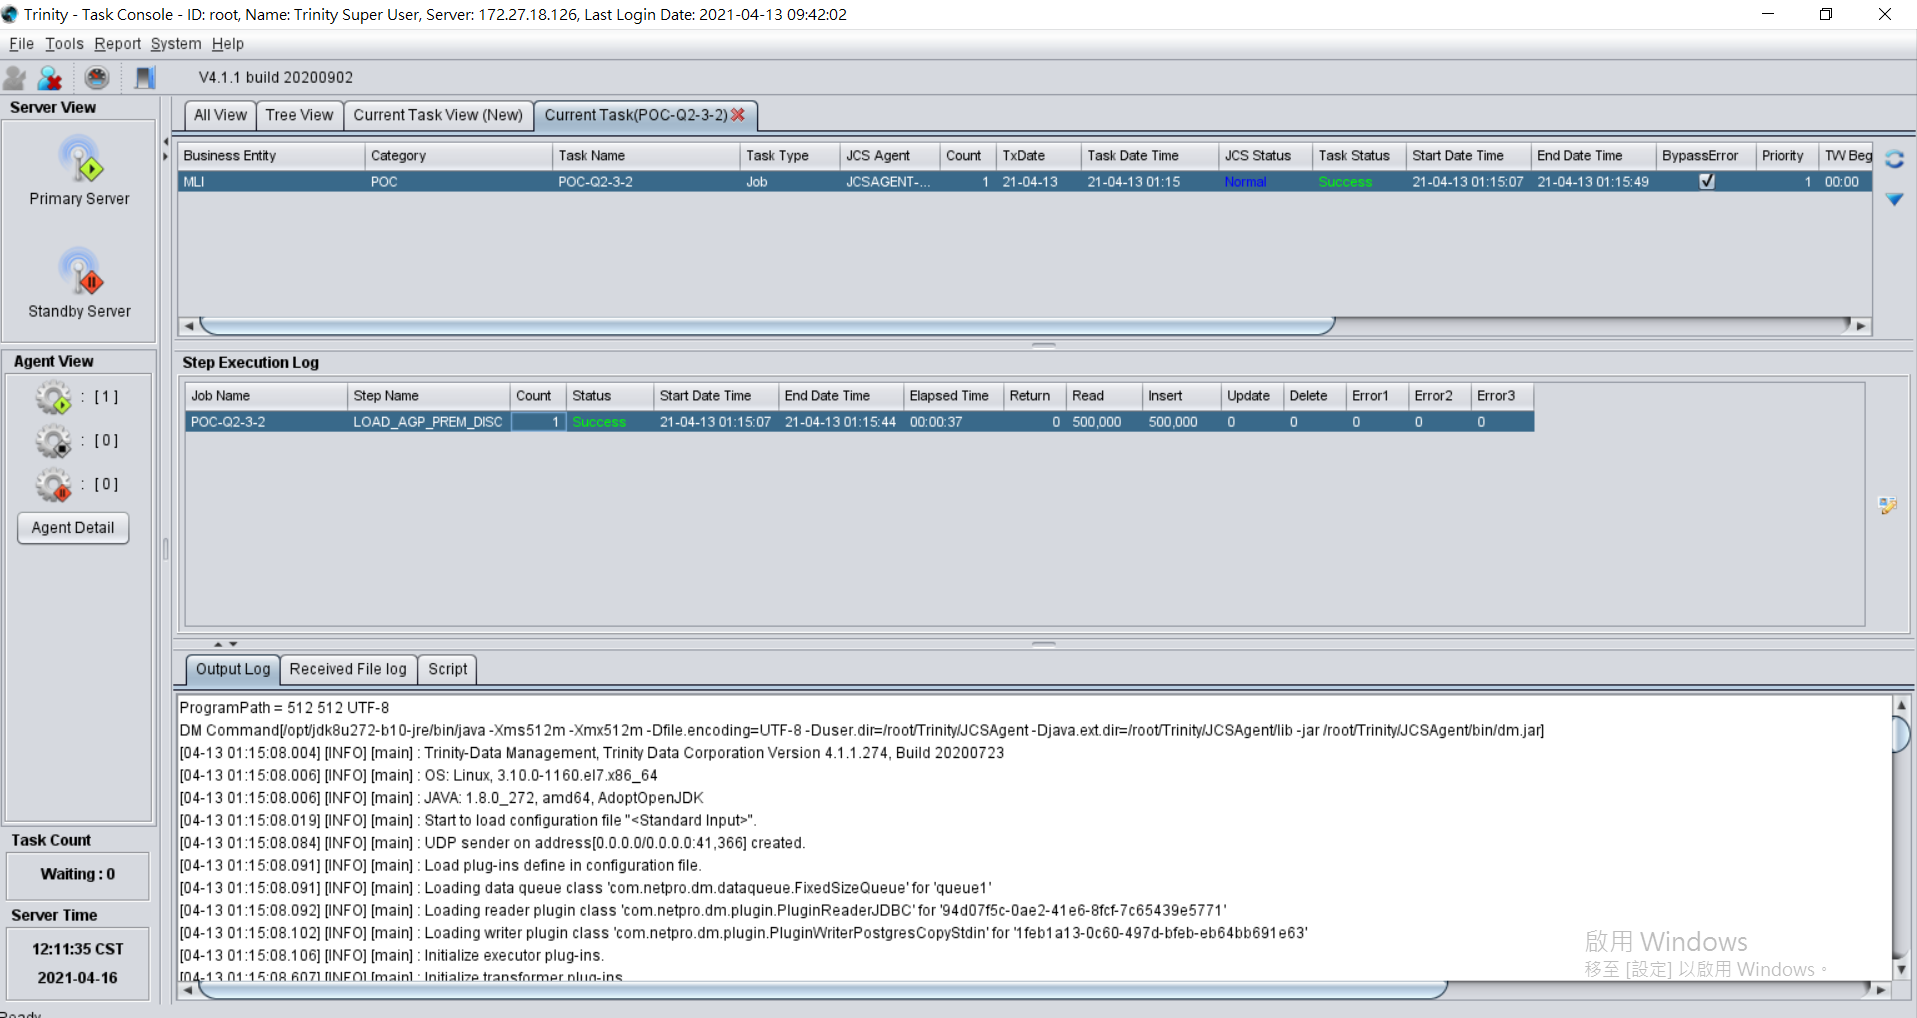 Trinity - Task Console - ID: root, Name: Trinity Super User, Server: 172.27.18.126, Last Login Date: 2021-04-13 09:42:02
File Tools Report System Help
V4.1.1 build 20200902
Server View
Primary Server
Standby Server
Agent View
: [ 1 ]
: [ 0 ]
: [ 0 ]
Agent Detail
Task Count
Waiting : 0
Server Time
12:11:35 CST
2021-04-16
All View Tree View Current Task View (New) Current Task(POC-Q2-3-2)
Business Entity Category Task Name Task Type JCS Agent Count TxDate Task Date Time JCS Status Task Status Start Date Time End Date Time BypassError Priority TW Beg
MLI POC POC-Q2-3-2 Job JCSAGENT-... 1 21-04-13 21-04-13 01:15 Normal Success 21-04-13 01:15:07 21-04-13 01:15:49 1 00:00
Step Execution Log
Job Name Step Name Count Status Start Date Time End Date Time Elapsed Time Return Read Insert Update Delete Error1 Error2 Error3
POC-Q2-3-2 LOAD_AGP_PREM_DISC 1 Success 21-04-13 01:15:07 21-04-13 01:15:44 00:00:37 0 500,000 500,000 0 0 0 0 0
Output Log Received File log Script
ProgramPath = 512 512 UTF-8
DM Command[/opt/jdk8u272-b10-jre/bin/java -Xms512m -Xmx512m -Dfile.encoding=UTF-8 -Duser.dir=/root/Trinity/JCSAgent -Djava.ext.dir=/root/Trinity/JCSAgent/lib -jar /root/Trinity/JCSAgent/bin/dm.jar]
[04-13 01:15:08.004] [INFO] [main] : Trinity-Data Management, Trinity Data Corporation Version 4.1.1.274, Build 20200723
[04-13 01:15:08.006] [INFO] [main] : OS: Linux, 3.10.0-1160.el7.x86_64
[04-13 01:15:08.006] [INFO] [main] : JAVA: 1.8.0_272, amd64, AdoptOpenJDK
[04-13 01:15:08.019] [INFO] [main] : Start to load configuration file "<Standard Input>".
[04-13 01:15:08.084] [INFO] [main] : UDP sender on address[0.0.0.0/0.0.0.0:41,366] created.
[04-13 01:15:08.091] [INFO] [main] : Load plug-ins define in configuration file.
[04-13 01:15:08.091] [INFO] [main] : Loading data queue class 'com.netpro.dm.dataqueue.FixedSizeQueue' for 'queue1'
[04-13 01:15:08.092] [INFO] [main] : Loading reader plugin class 'com.netpro.dm.plugin.PluginReaderJDBC' for '94d07f5c-0ae2-41e6-8fcf-7c65439e5771'
[04-13 01:15:08.102] [INFO] [main] : Loading writer plugin class 'com.netpro.dm.plugin.PluginWriterPostgresCopyStdin' for '1feb1a13-0c60-497d-bfeb-eb64bb691e63'
[04-13 01:15:08.106] [INFO] [main] : Initialize executor plug-ins.
[04-13 01:15:08.607] [INFO] [main] : Initialize transformer plug-ins
啟用 Windows
移至 [設定] 以啟用 Windows。
Ready